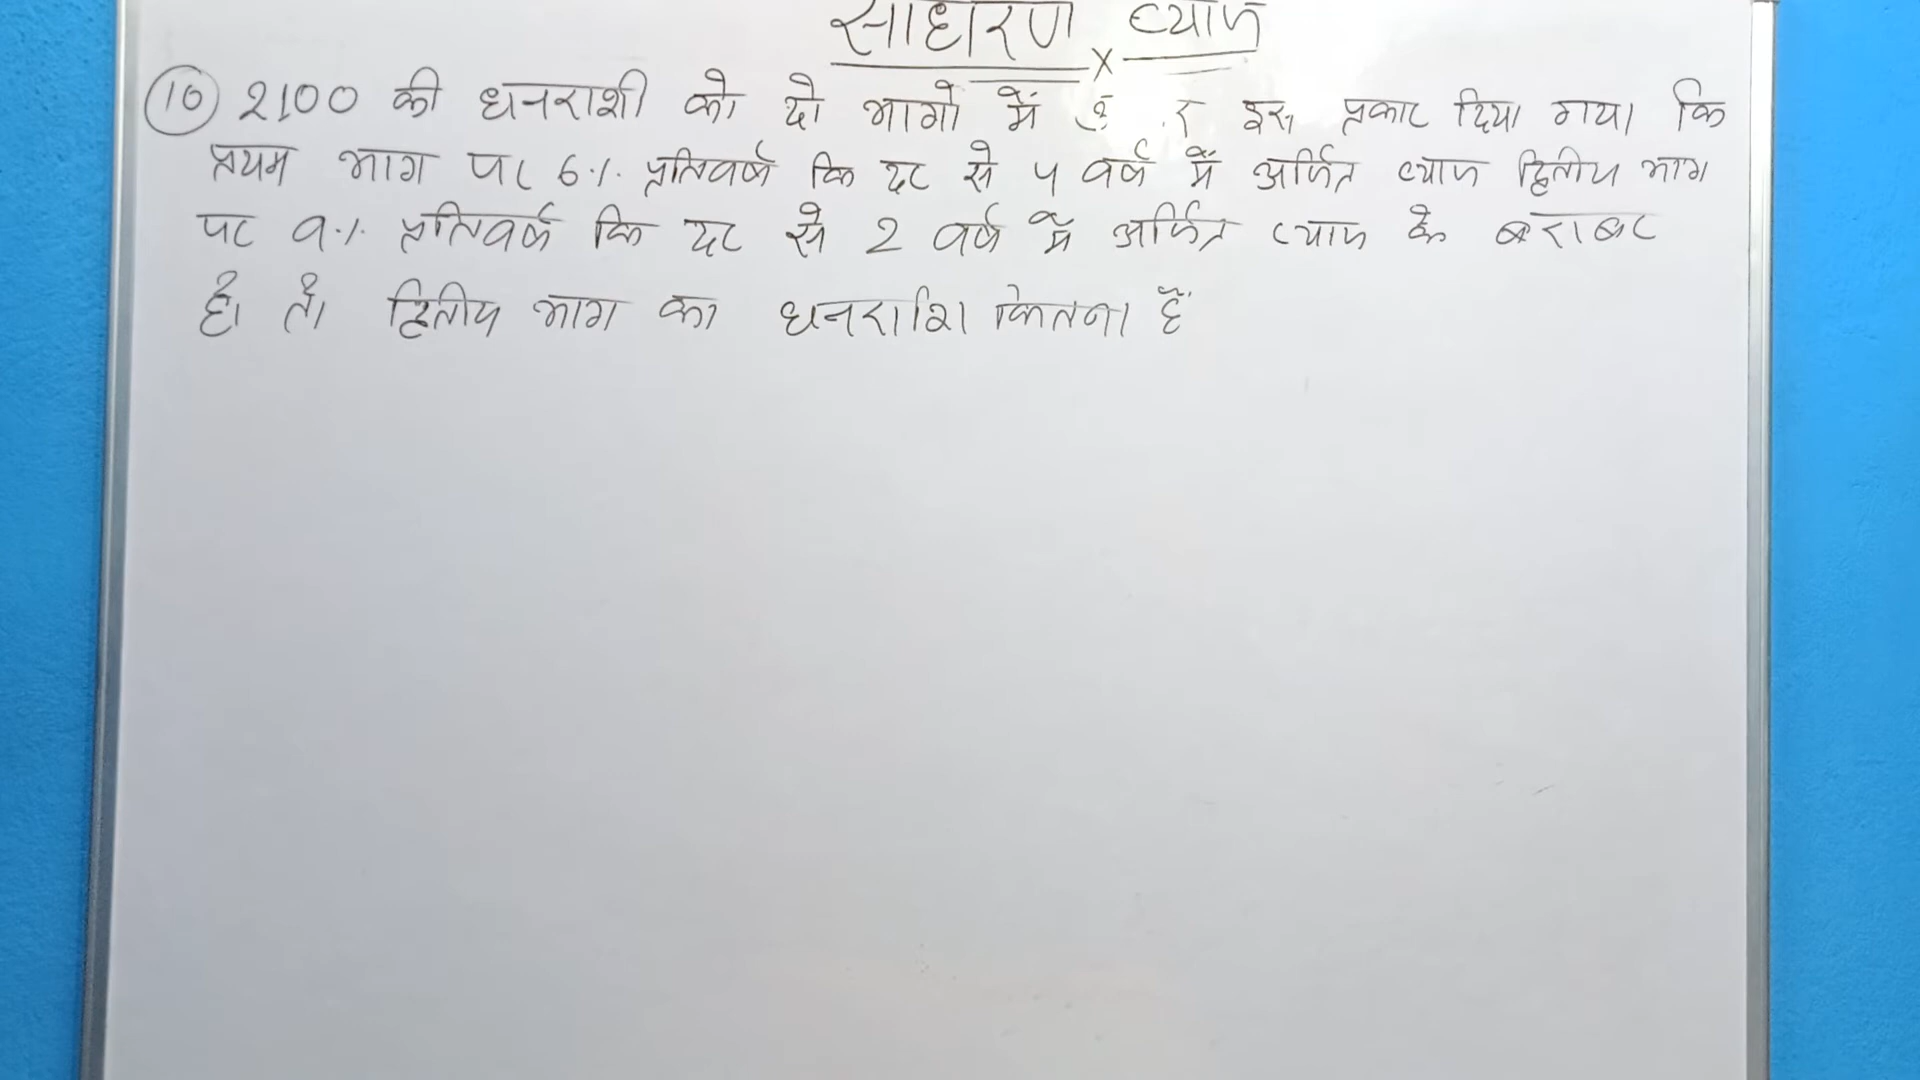 साधारण ब्याज
10 2100 की धनराशी को दो भागो में इस प्रकार दिया गया कि
प्रथम भाग पर 6% प्रतिवर्ष कि दर से 4 वर्ष में अर्जित ब्याज द्वितीय भाग
पर 9% प्रतिवर्ष कि दर से 2 वर्ष में अर्जित ब्याज के बराबर
हो तो द्वितीय भाग का धनराशि कितना है